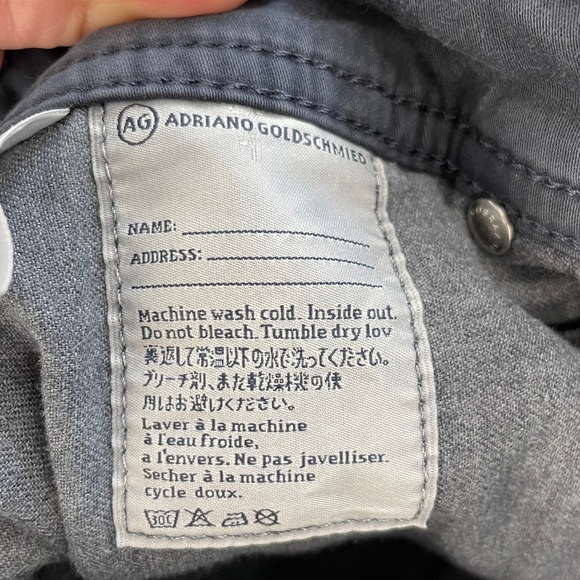 AG ADRIANO GOLDSCHMIED
NAME:
ADDRESS:
Machine wash cold. Inside out.
Do not bleach. Tumble dry low
裏返して常温以下の水で洗ってください。
ブリーチ剤、また乾燥機の使
用はお避けください。
Laver à la machine
à l'eau froide,
a l'envers. Ne pas javelliser.
Secher à la machine
cycle doux.
30C